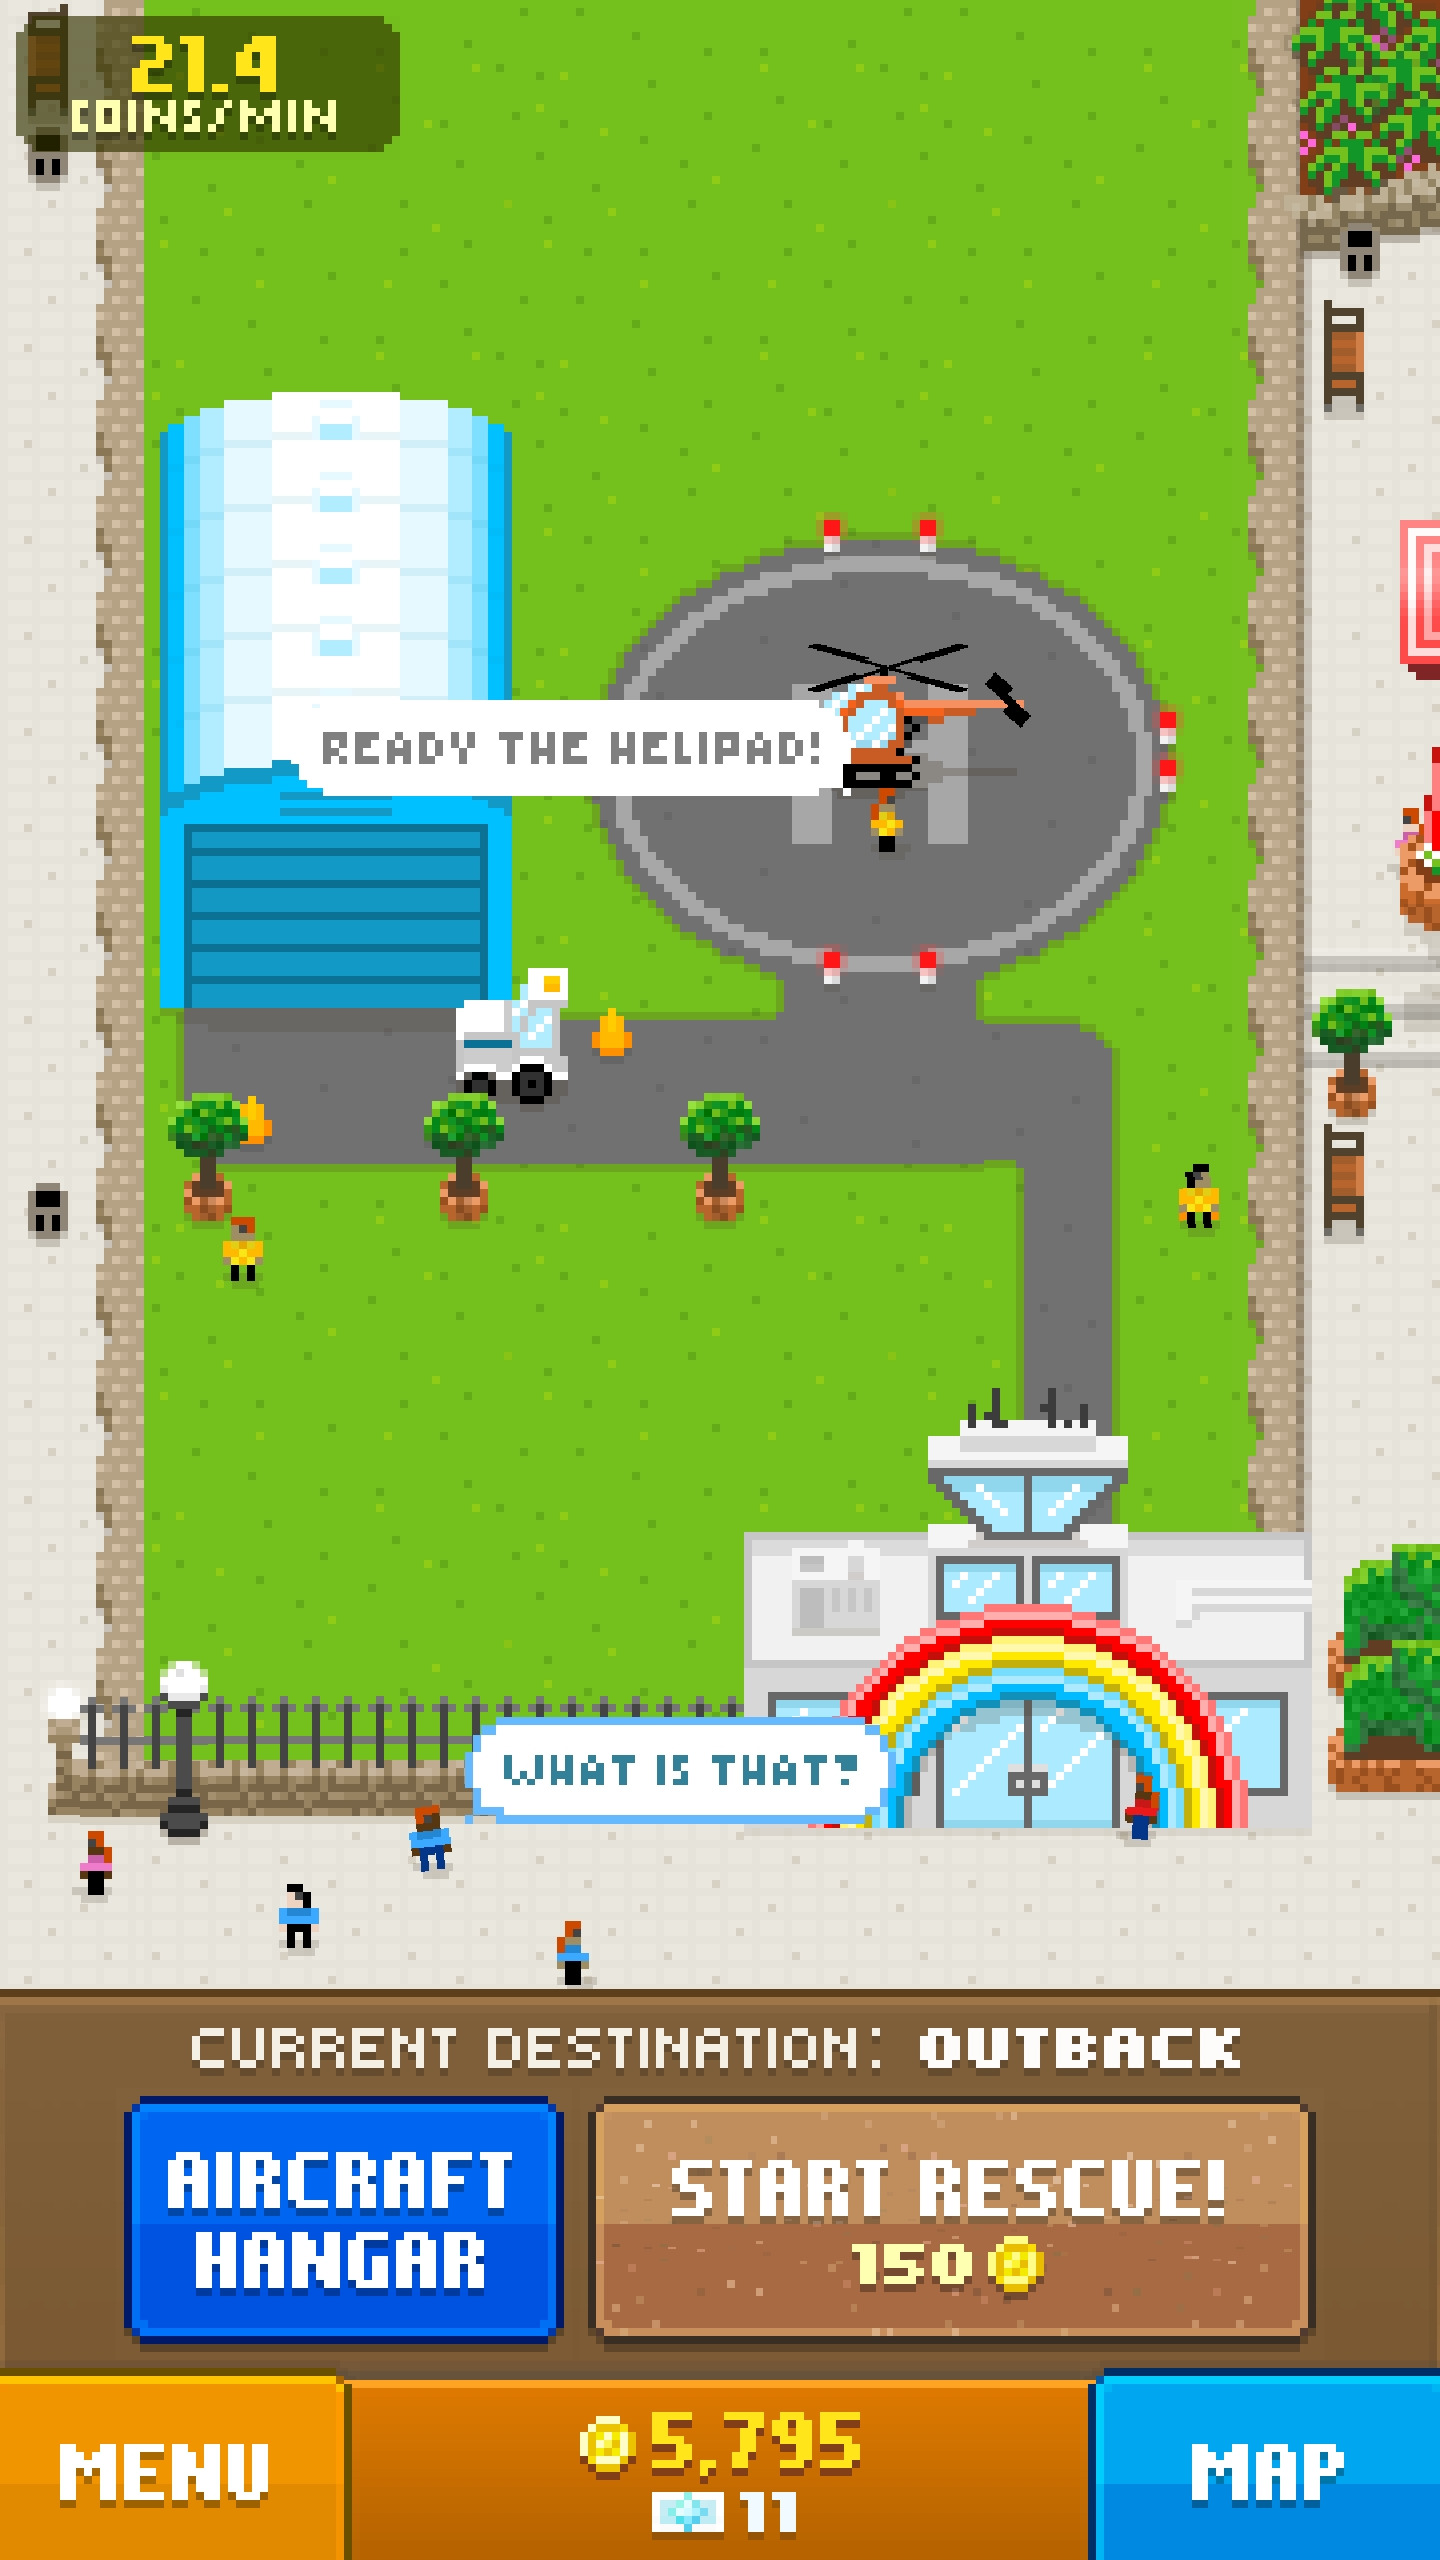 21.4
COINS/MIN
READY THE HELIPAD!
WHAT IS THAT?
CURRENT DESTINATION: OUTBACK
AIRCRAFT
HANGAR
START RESCUE!
150
MENU
5,795
11
MAP